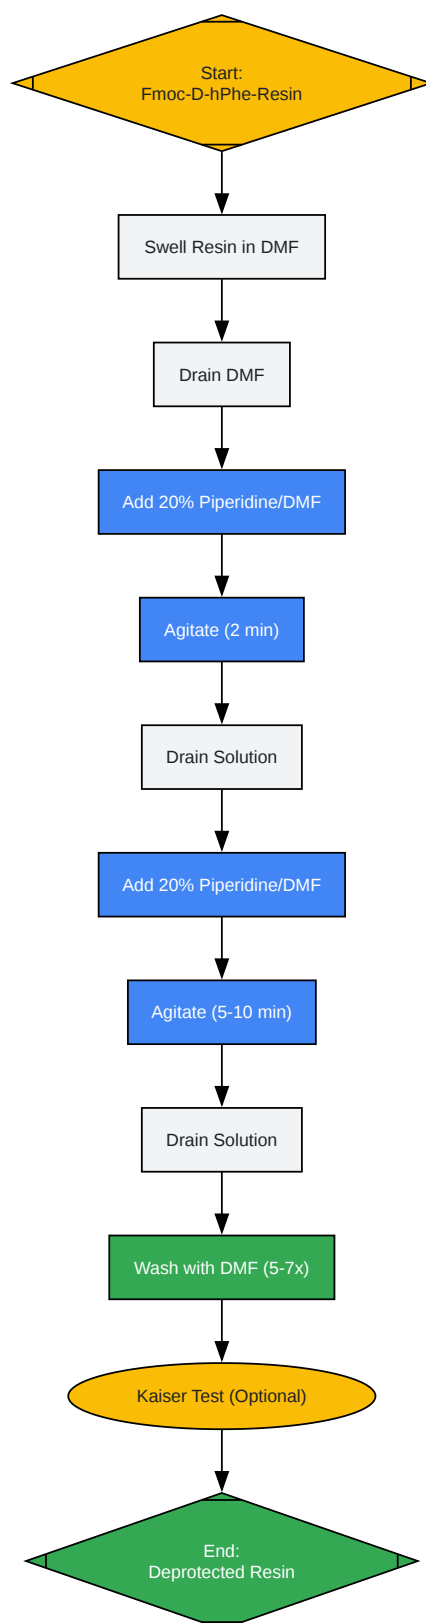 Start:
Fmoc-D-hPhe-Resin
Swell Resin in DMF
Drain DMF
Add 20% Piperidine/DMF
Agitate (2 min)
Drain Solution
Add 20% Piperidine/DMF
Agitate (5-10 min)
Drain Solution
Wash with DMF (5-7x)
Kaiser Test (Optional)
End:
Deprotected Resin